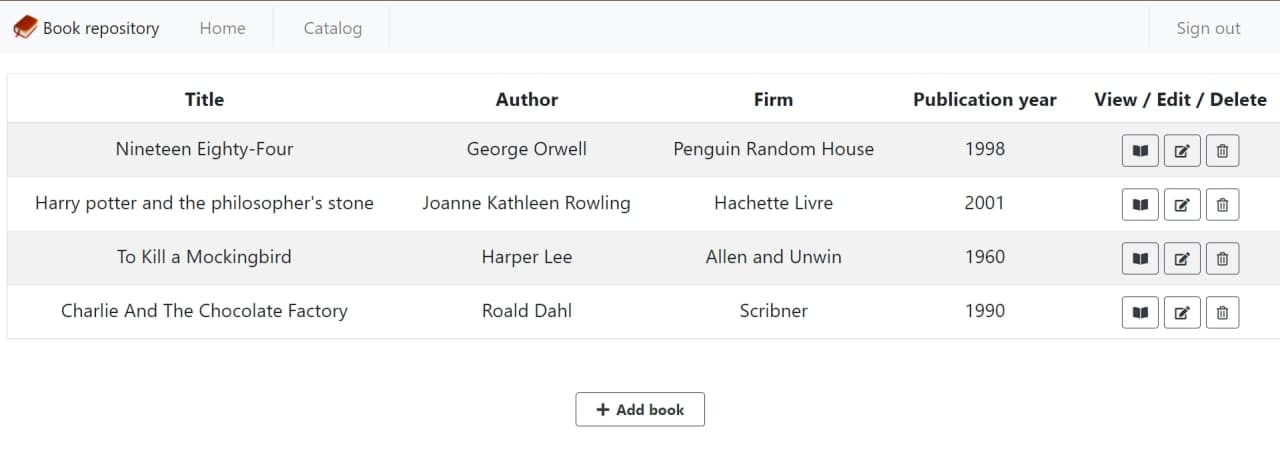 Book repository Home Catalog Sign out
Title Author Firm Publication year View / Edit / Delete
Nineteen Eighty-Four George Orwell Penguin Random House 1998
Harry potter and the philosopher's stone Joanne Kathleen Rowling Hachette Livre 2001
To Kill a Mockingbird Harper Lee Allen and Unwin 1960
Charlie And The Chocolate Factory Roald Dahl Scribner 1990
+ Add book